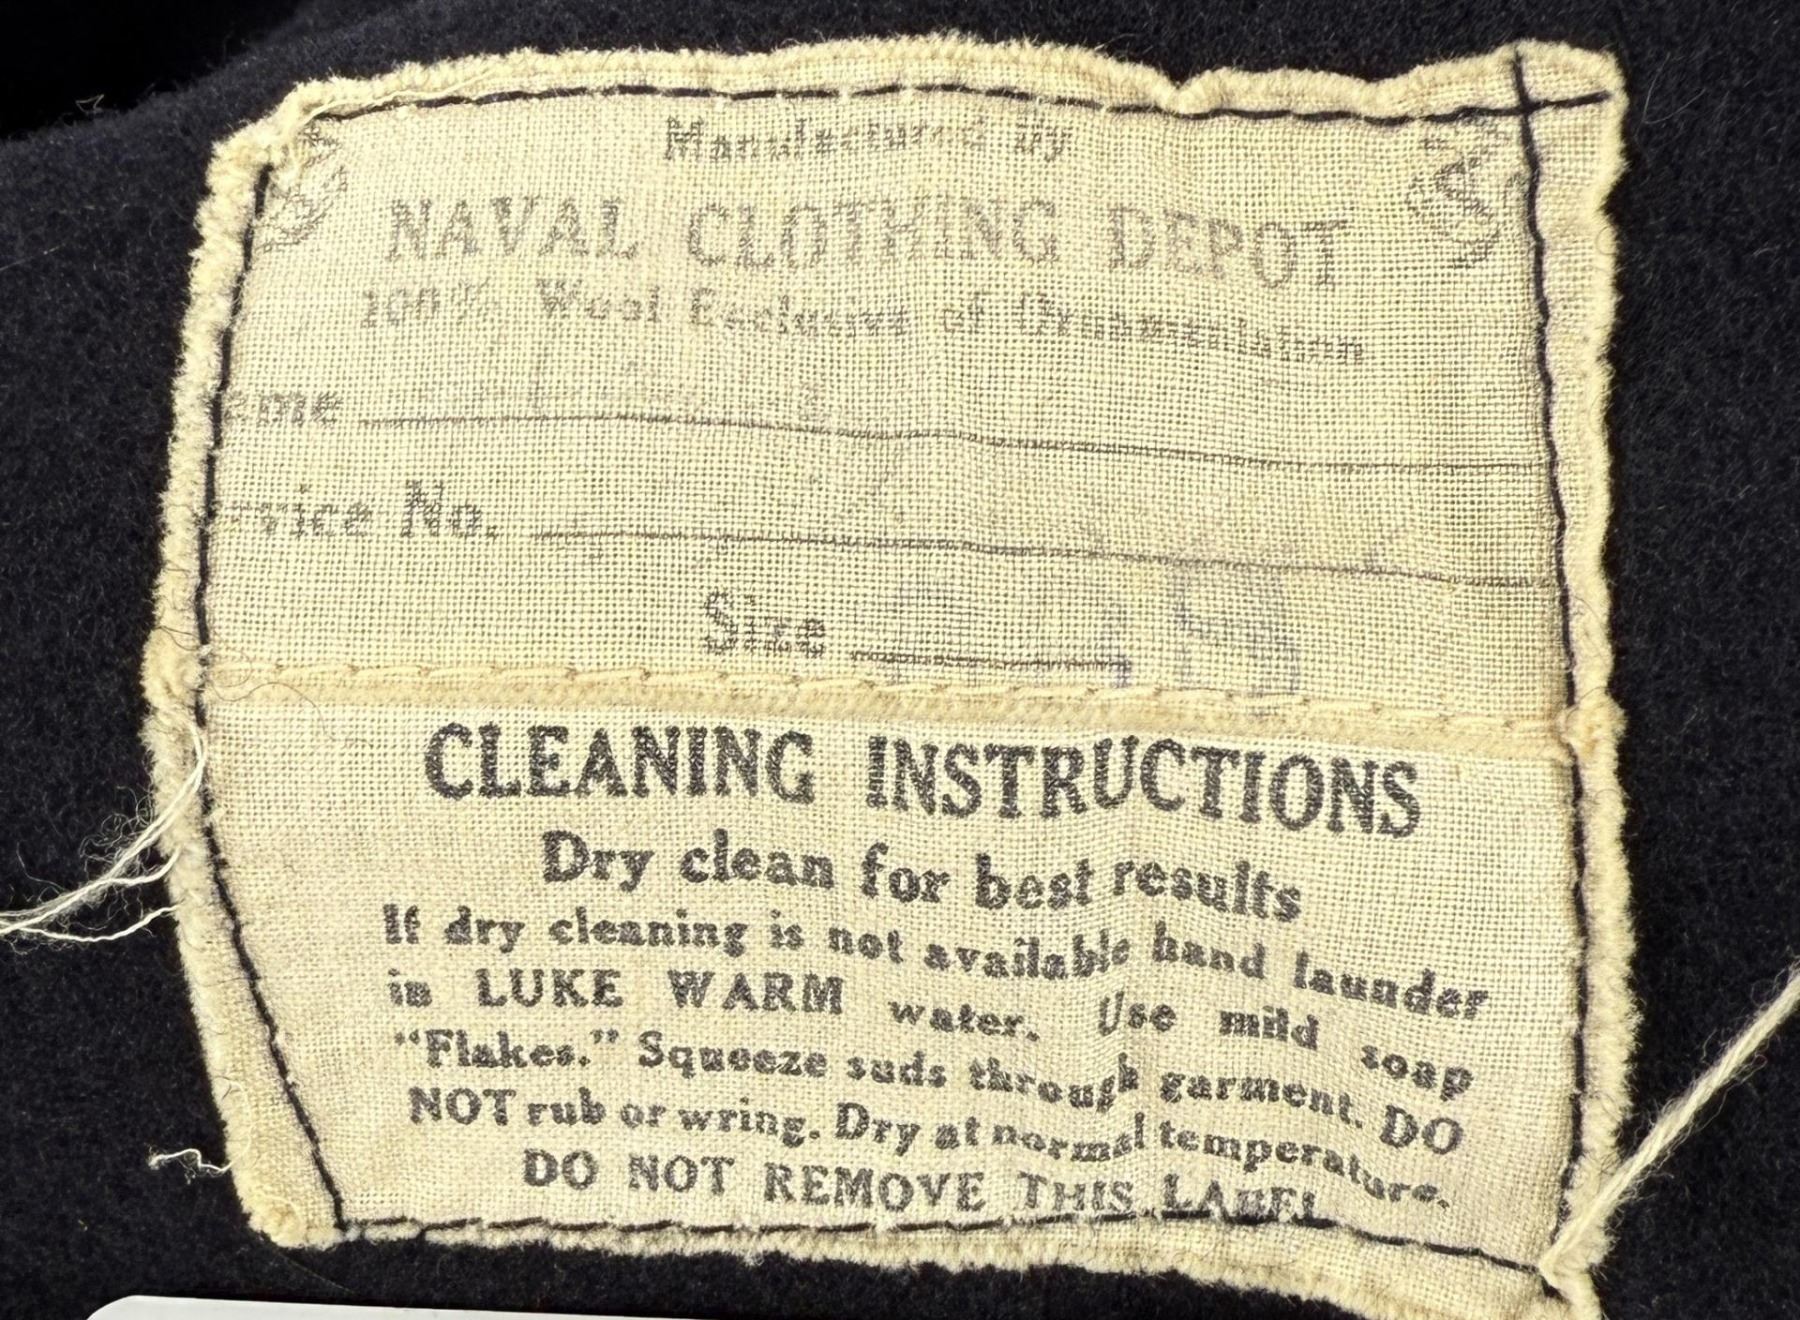 Manufactured By
NAVAL CLOTHING DEPOT
100% Wool Exclusive of Ornamentation
ame
rvice No.
Size
CLEANING INSTRUCTIONS
Dry clean for best results
If dry cleaning is not available hand launder
in LUKE WARM water. Use mild soap
"Flakes." Squeeze suds through garment. DO
NOT rub or wring. Dry at normal temperature.
DO NOT REMOVE THIS LABEL